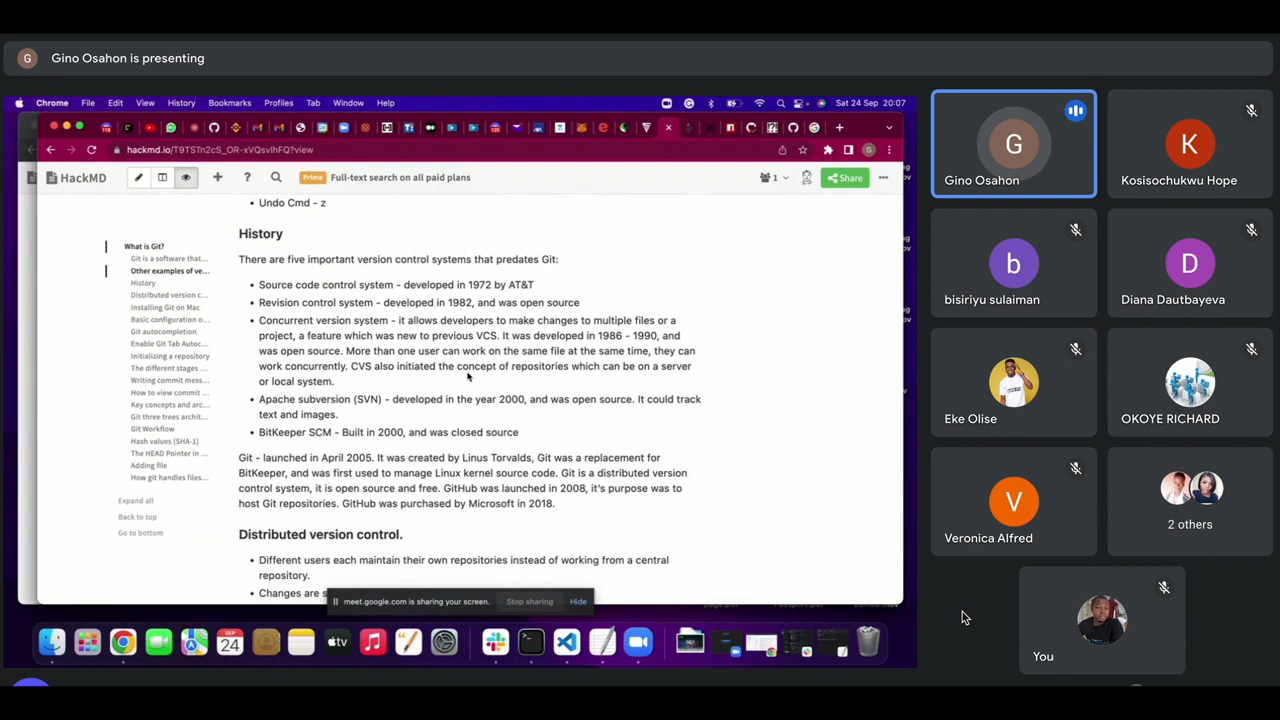 G
Gino Osahon is presenting
Chrome File Edit View History Bookmarks Profiles Tab Window Help Sat 24 Sep 20:07
hackmd.io/T9TSTn2cS_OR-xVQsvIhFQ?view
HackMD
Prime Full-text search on all paid plans
1
Share
• Undo Cmd - z
History
There are five important version control systems that predates Git:
• Source code control system - developed in 1972 by AT&T
• Revision control system - developed in 1982, and was open source
• Concurrent version system - it allows developers to make changes to multiple files or a
project, a feature which was new to previous VCS. It was developed in 1986 - 1990, and
was open source. More than one user can work on the same file at the same time, they can
work concurrently. CVS also initiated the concept of repositories which can be on a server
or local system.
• Apache subversion (SVN) - developed in the year 2000, and was open source. It could track
text and images.
• BitKeeper SCM - Built in 2000, and was closed source
Git - launched in April 2005. It was created by Linus Torvalds, Git was a replacement for
BitKeeper, and was first used to manage Linux kernel source code. Git is a distributed version
control system, it is open source and free. GitHub was launched in 2008, it's purpose was to
host Git repositories. GitHub was purchased by Microsoft in 2018.
Distributed version control.
• Different users each maintain their own repositories instead of working from a central
repository.
• Changes are s
What is Git?
Git is a software that...
Other examples of ve...
History
Distributed version c...
Installing Git on Mac
Basic configuration o...
Git autocompletion
Enable Git Tab Autoc...
Initializing a repository
The different stages ...
Writing commit mess...
How to view commit ...
Key concepts and arc...
Git three trees archit...
Git Workflow
Hash values (SHA-1)
The HEAD Pointer in ...
Adding file
How git handles files...
Expand all
Back to top
Go to bottom
meet.google.com is sharing your screen. Stop sharing Hide
SEP
24
tv
G
Gino Osahon
K
Kosisochukwu Hope
b
bisiriyu sulaiman
D
Diana Dautbayeva
Eke Olise
OKOYE RICHARD
V
Veronica Alfred
2 others
You